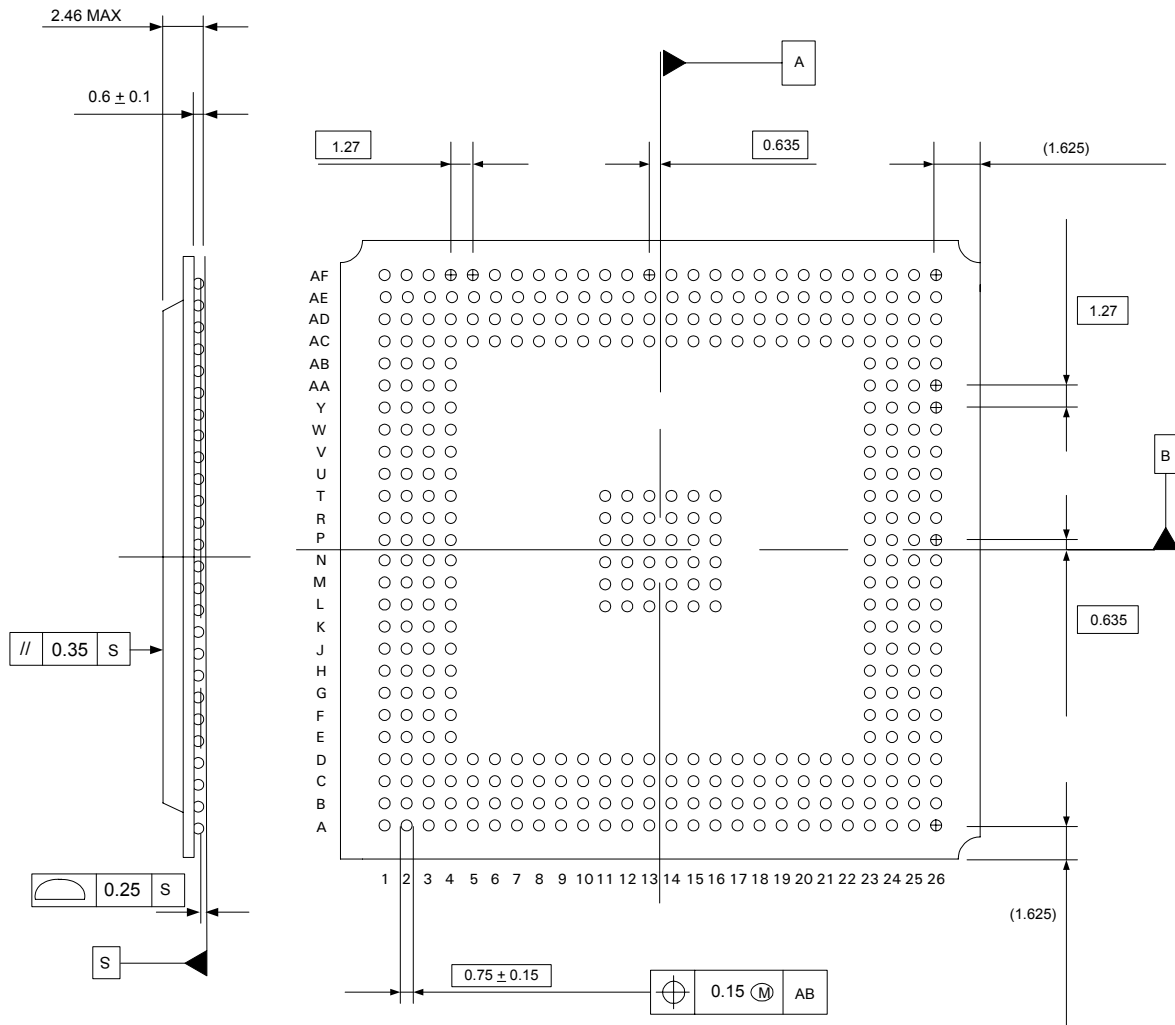 2.46 MAX
A
0.6 ± 0.1
1.27
0.635
(1.625)
AF
AE
1.27
AD
AC
AB
AA
Y
W
V
B
U
T
R
P
N
M
L
0.635
K
// 0.35 S
J
H
G
F
E
D
C
B
A
1 2 3 4 5 6 7 8 9 10 11 12 13 14 15 16 17 18 19 20 21 22 23 24 25 26
0.25 S
(1.625)
S
0.75 ± 0.15
0.15 Ⓜ AB